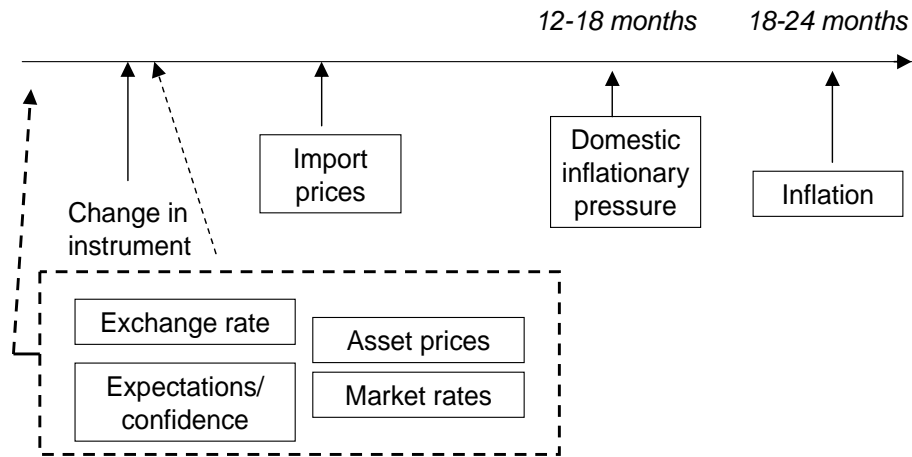 12-18 months
18-24 months
Import
prices
Domestic
inflationary
pressure
Inflation
Change in
instrument
Exchange rate
Asset prices
Expectations/
confidence
Market rates